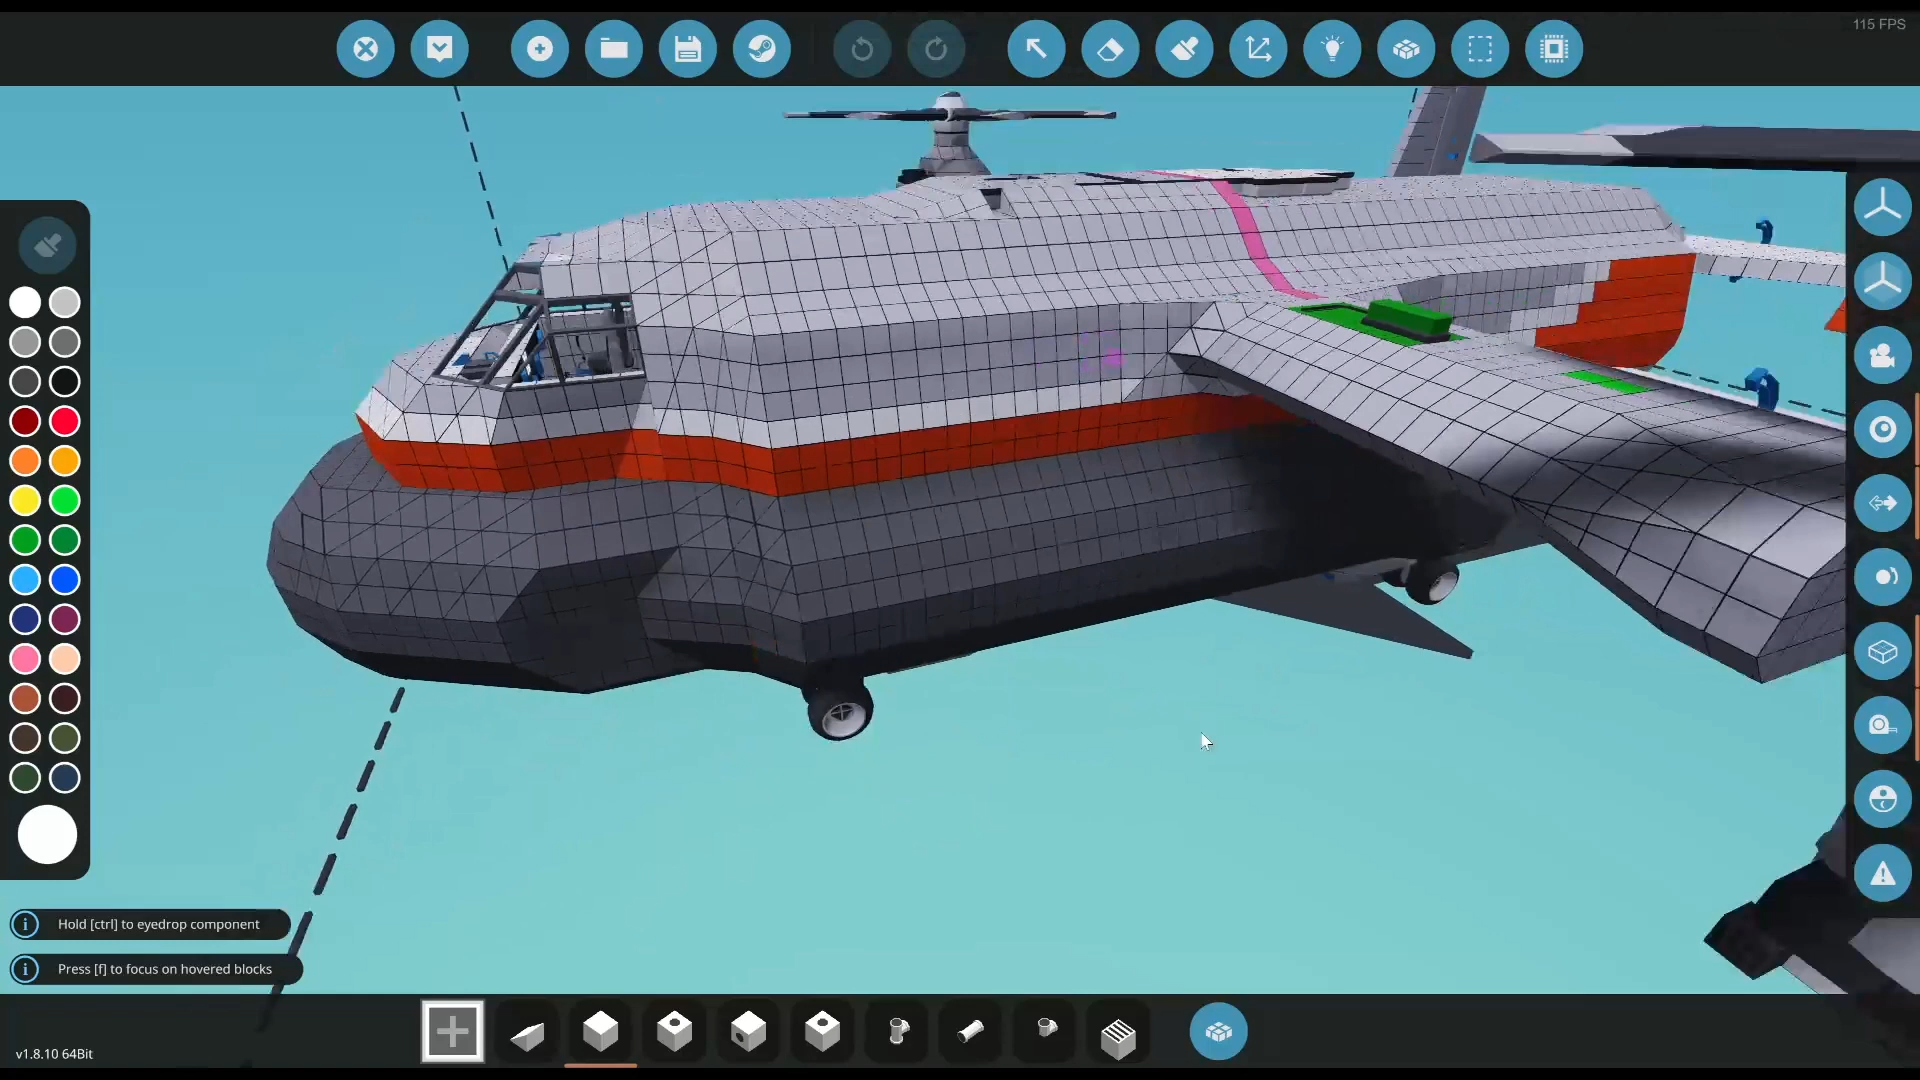 115 FPS
Hold [ctrl] to eyedrop component
Press [f] to focus on hovered blocks
v1.8.10 64Bit